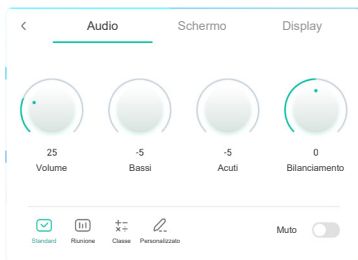 Audio Schermo Display
25 -5 -5 0
Volume Bassi Acuti Bilanciamento
Standard Riunione Classe Personalizzato Muto